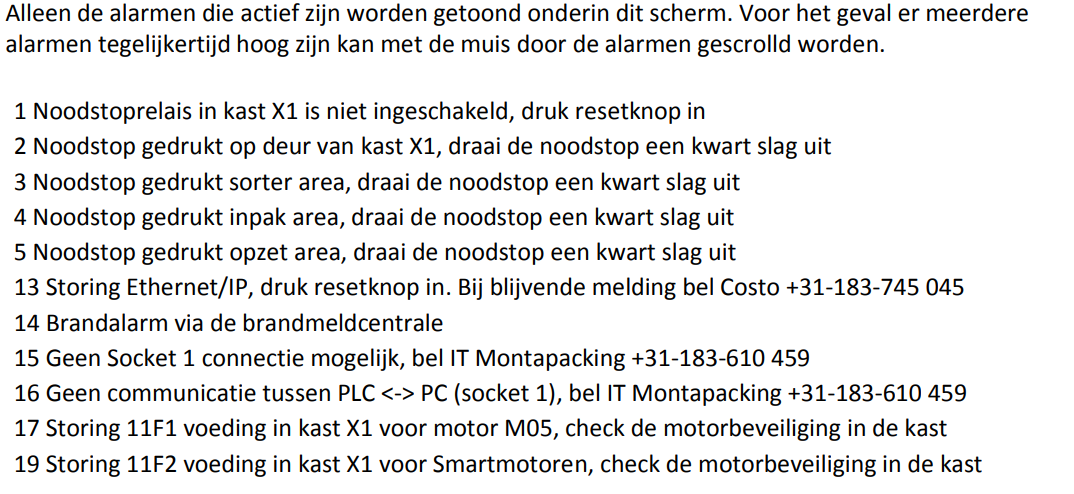 Alleen de alarmen die actief zijn worden getoond onderin dit scherm. Voor het geval er meerdere
alarmen tegelijkertijd hoog zijn kan met de muis door de alarmen gescrolld worden.
1 Noodstoprelais in kast X1 is niet ingeschakeld, druk resetknop in
2 Noodstop gedrukt op deur van kast X1, draai de noodstop een kwart slag uit
3 Noodstop gedrukt sorter area, draai de noodstop een kwart slag uit
4 Noodstop gedrukt inpak area, draai de noodstop een kwart slag uit
5 Noodstop gedrukt opzet area, draai de noodstop een kwart slag uit
13 Storing Ethernet/IP, druk resetknop in. Bij blijvende melding bel Costo +31-183-745 045
14 Brandalarm via de brandmeldcentrale
15 Geen Socket 1 connectie mogelijk, bel IT Montapacking +31-183-610 459
16 Geen communicatie tussen PLC <-> PC (socket 1), bel IT Montapacking +31-183-610 459
17 Storing 11F1 voeding in kast X1 voor motor M05, check de motorbeveiliging in de kast
19 Storing 11F2 voeding in kast X1 voor Smartmotoren, check de motorbeveiliging in de kast